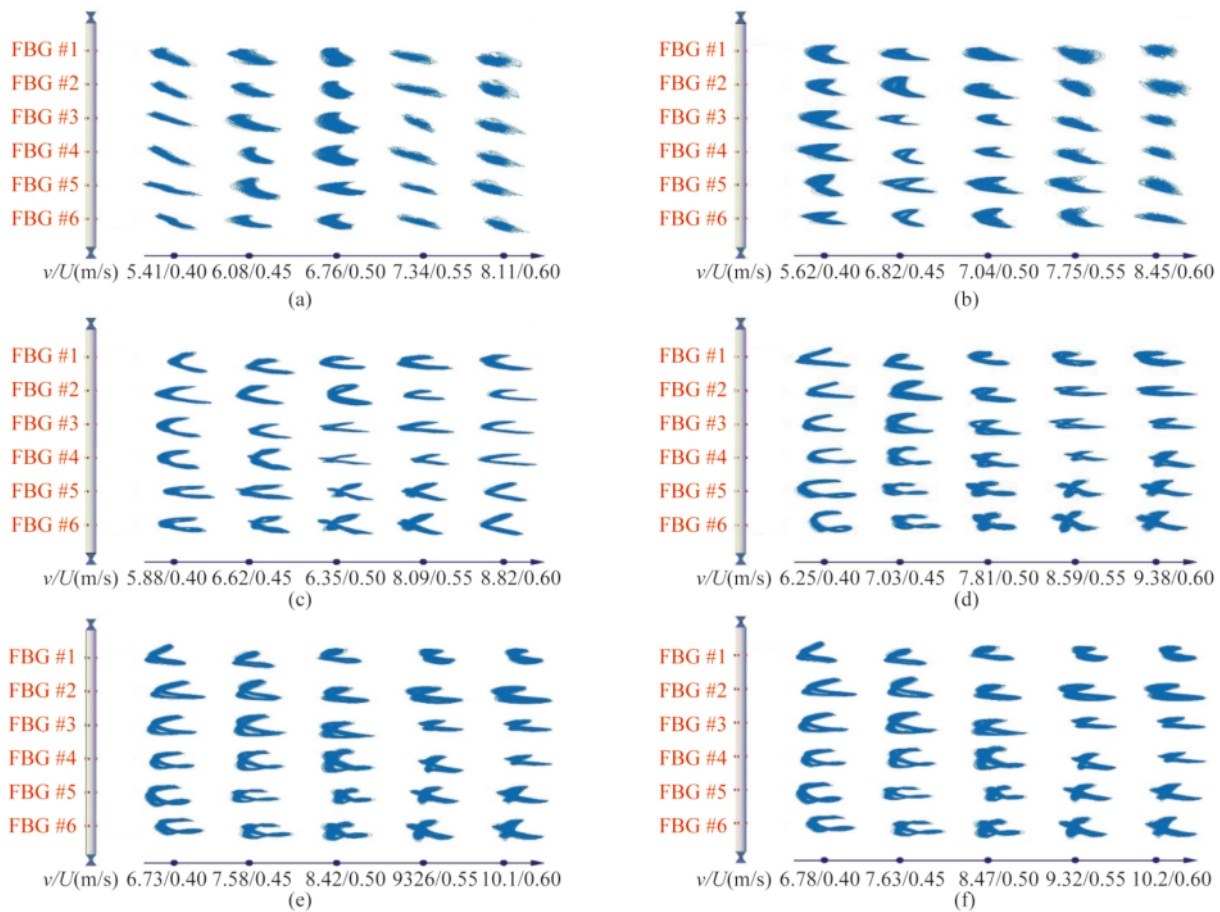 FBG #1
FBG #2
FBG #3
FBG #4
FBG #5
FBG #6
v/U(m/s) 5.41/0.40 6.08/0.45 6.76/0.50 7.34/0.55 8.11/0.60
(a)
FBG #1
FBG #2
FBG #3
FBG #4
FBG #5
FBG #6
v/U(m/s) 5.62/0.40 6.82/0.45 7.04/0.50 7.75/0.55 8.45/0.60
(b)
FBG #1
FBG #2
FBG #3
FBG #4
FBG #5
FBG #6
v/U(m/s) 5.88/0.40 6.62/0.45 6.35/0.50 8.09/0.55 8.82/0.60
(c)
FBG #1
FBG #2
FBG #3
FBG #4
FBG #5
FBG #6
v/U(m/s) 6.25/0.40 7.03/0.45 7.81/0.50 8.59/0.55 9.38/0.60
(d)
FBG #1
FBG #2
FBG #3
FBG #4
FBG #5
FBG #6
v/U(m/s) 6.73/0.40 7.58/0.45 8.42/0.50 9326/0.55 10.1/0.60
(e)
FBG #1
FBG #2
FBG #3
FBG #4
FBG #5
FBG #6
v/U(m/s) 6.78/0.40 7.63/0.45 8.47/0.50 9.32/0.55 10.2/0.60
(f)